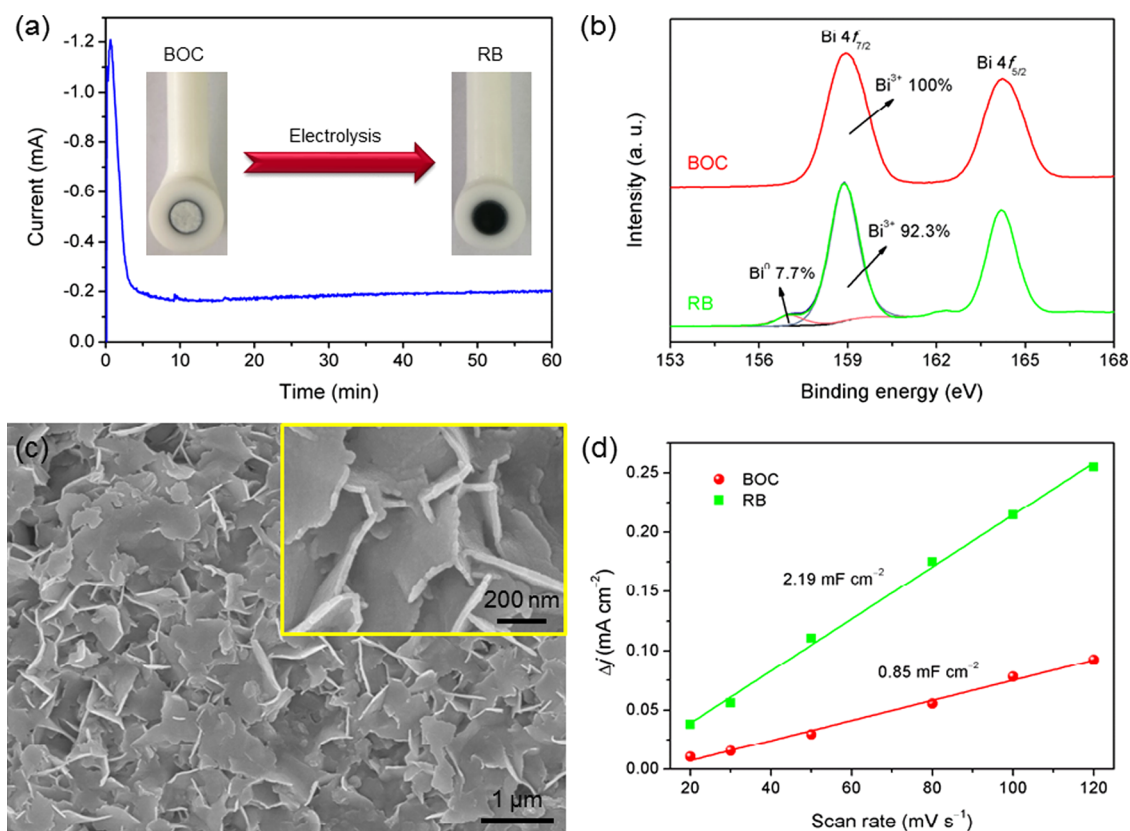 (a)
-1.2
-1.0
-0.8
-0.6
-0.4
-0.2
0.0
Current (mA)
BOC
RB
Electrolysis
0
10
20
30
40
50
60
Time (min)
(b)
Bi 4f7/2
Bi 4f5/2
Bi3+ 100%
BOC
Bi3+ 92.3%
Bi0 7.7%
RB
Intensity (a. u.)
153
156
159
162
165
168
Binding energy (eV)
(c)
200 nm
1 μm
(d)
0.25
0.20
0.15
0.10
0.05
0.00
Δj (mA cm−2)
BOC
RB
2.19 mF cm−2
0.85 mF cm−2
20
40
60
80
100
120
Scan rate (mV s−1)